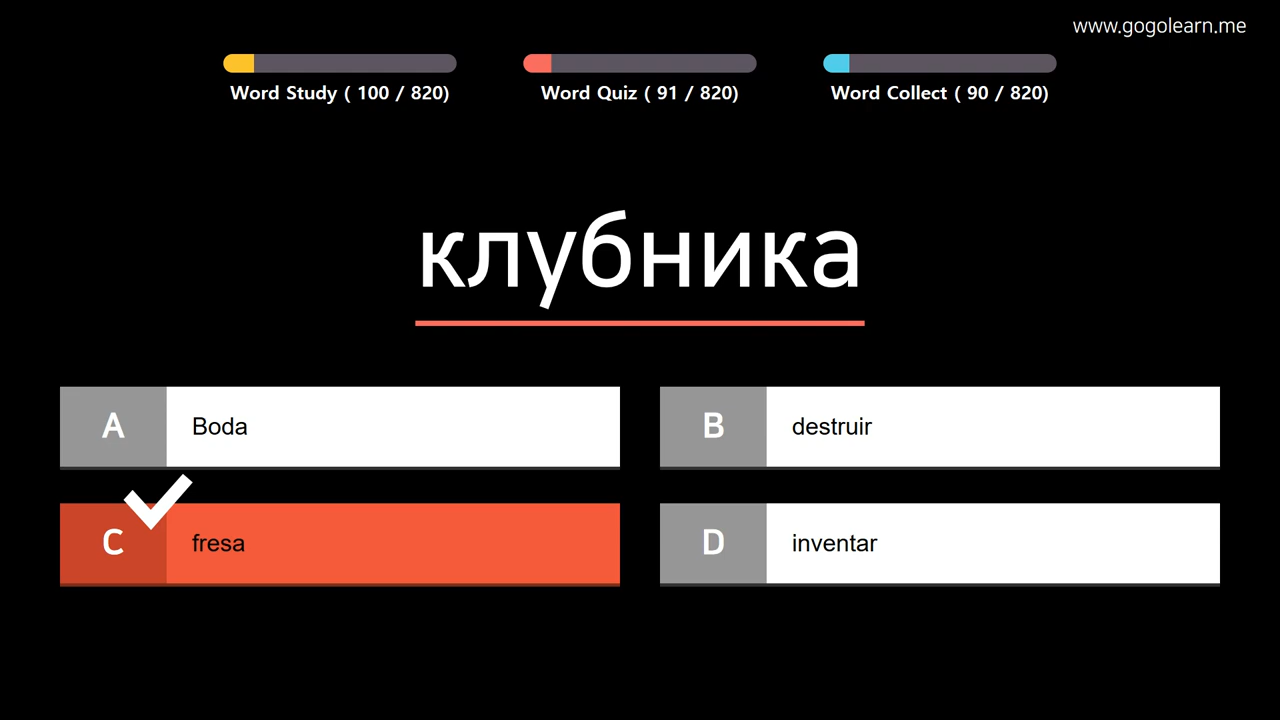 www.gogolearn.me
Word Study ( 100 / 820)
Word Quiz ( 91 / 820)
Word Collect ( 90 / 820)
клубника
A Boda
B destruir
C fresa
D inventar